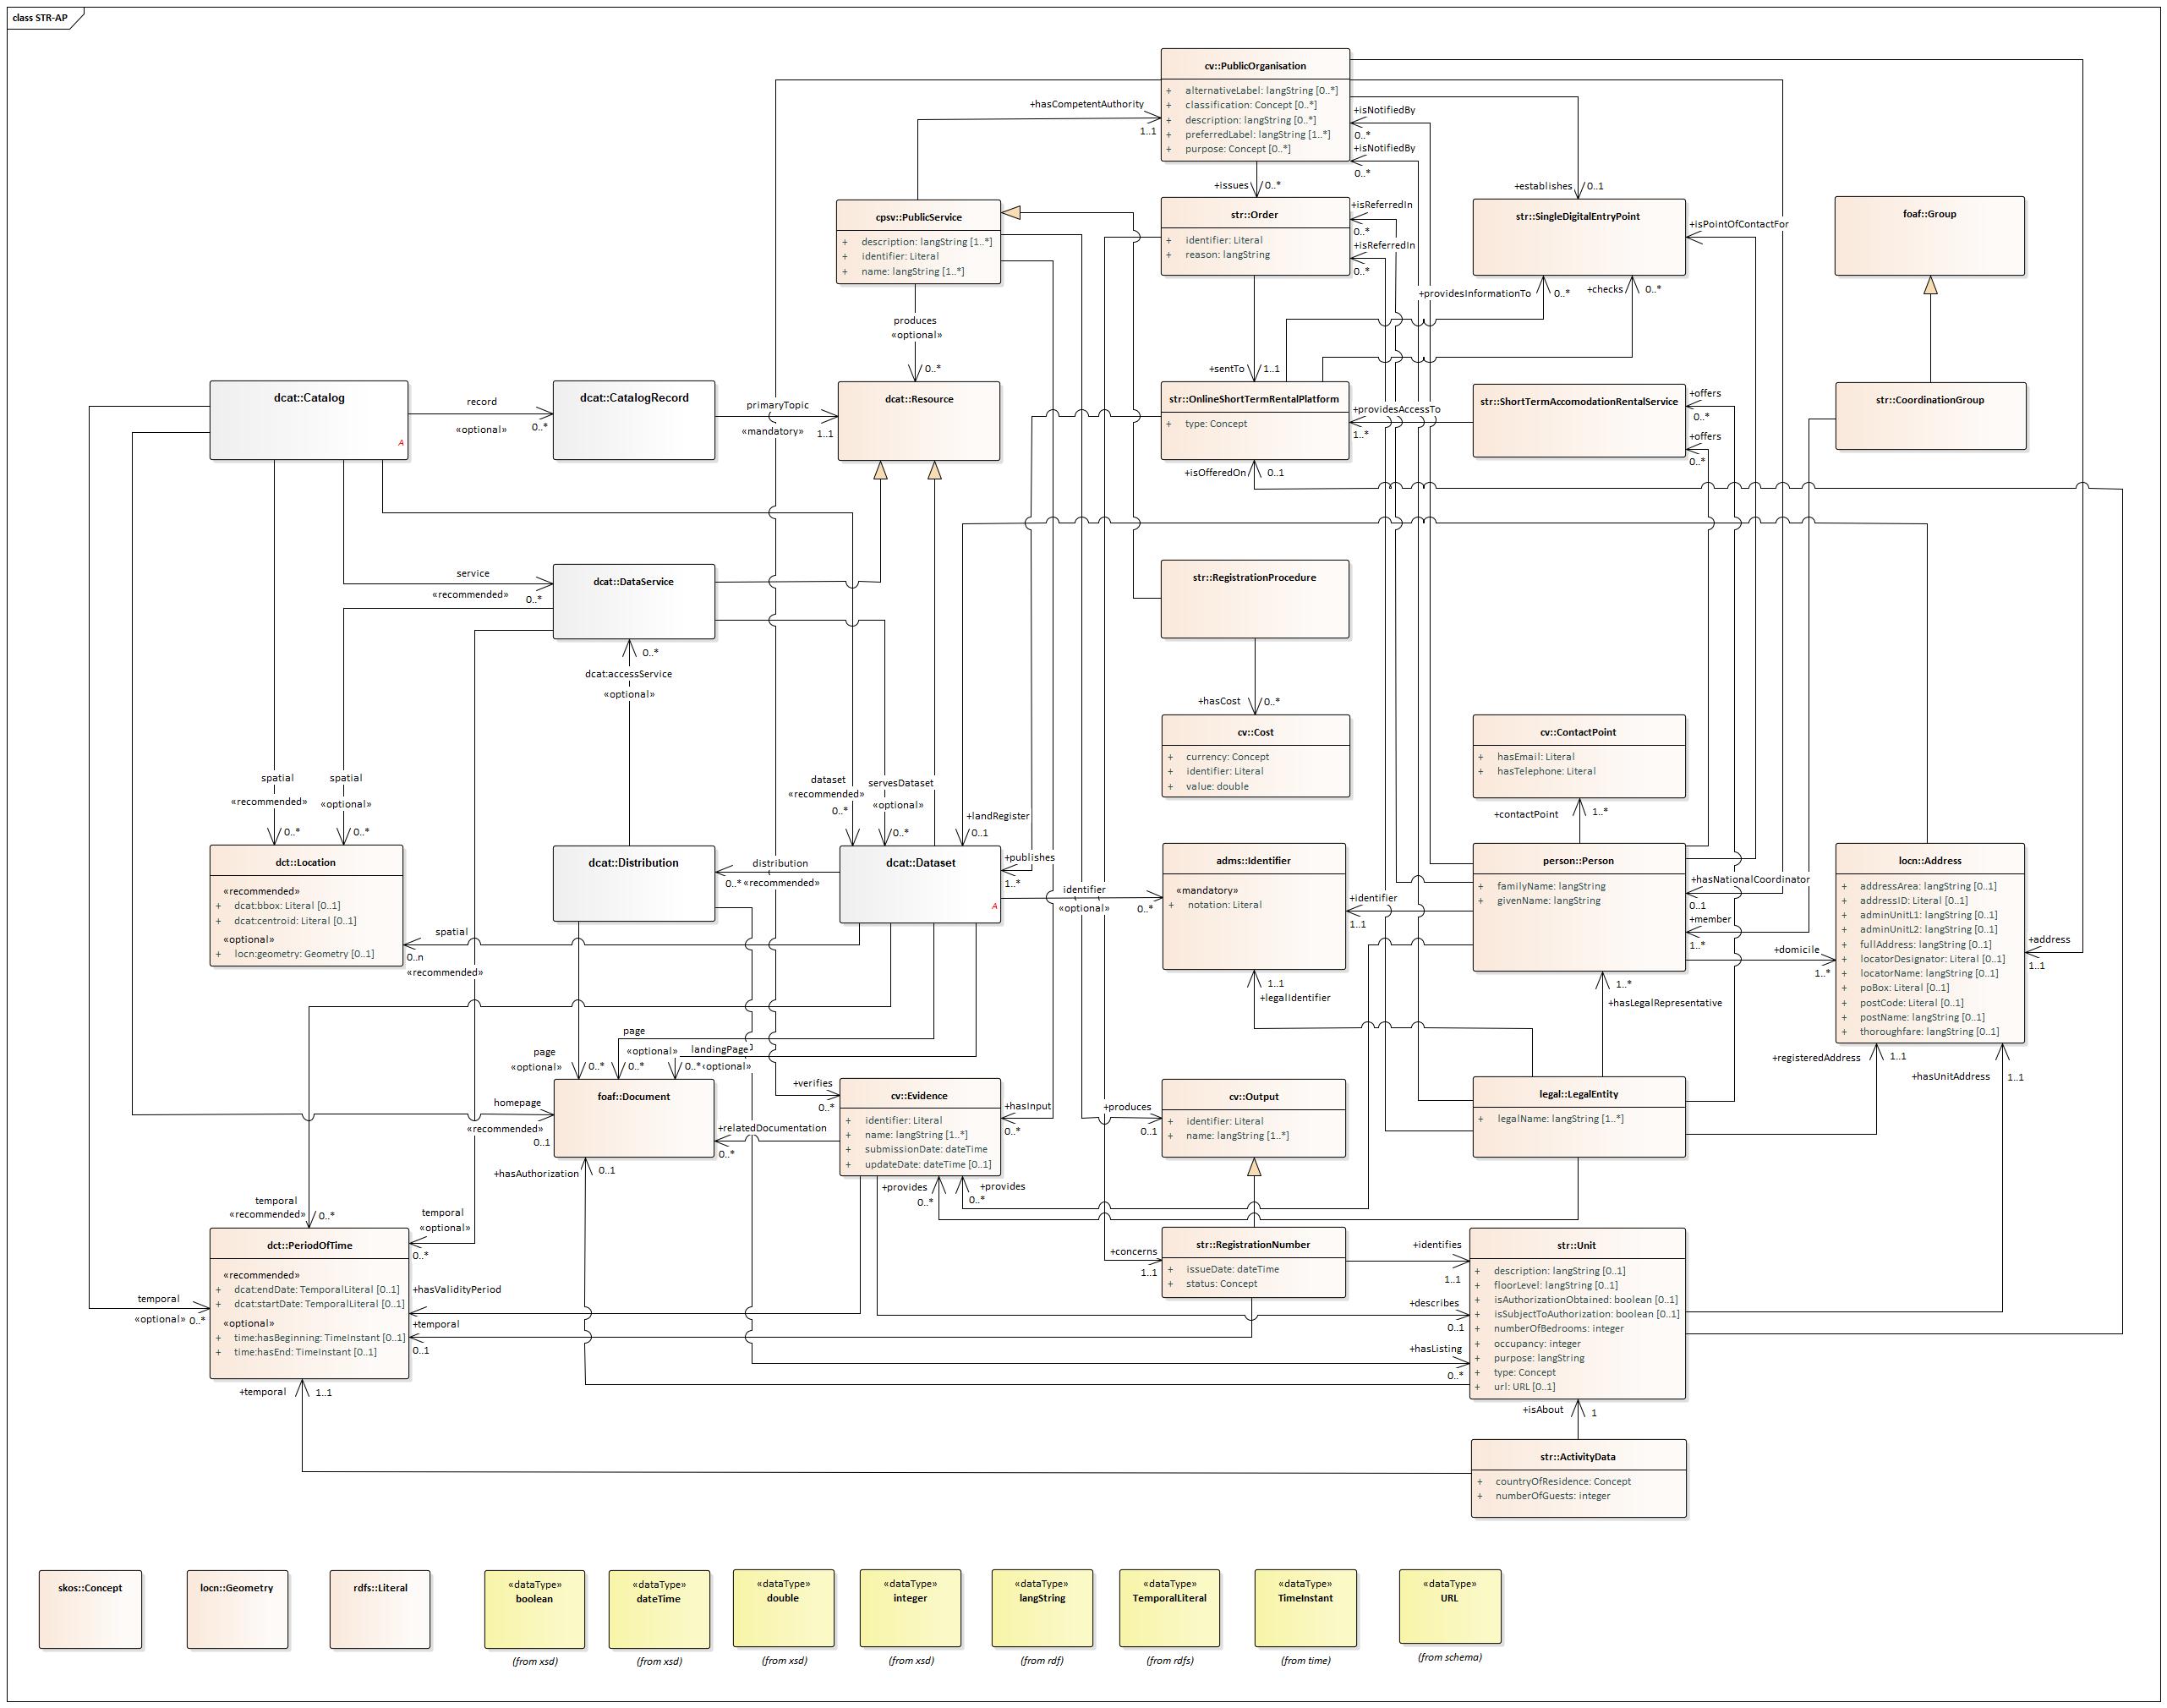 class STR-AP
cv::PublicOrganisation
+ alternativeLabel: langString [0..*]
+ classification: Concept [0..*]
+ description: langString [0..*]
+ preferredLabel: langString [1..*]
+ purpose: Concept [0..*]
+hasCompetentAuthority
1..1
+isNotifiedBy
0..*
+isNotifiedBy
0..*
+issues
0..*
+establishes
0..1
cpsv::PublicService
+ description: langString [1..*]
+ identifier: Literal
+ name: langString [1..*]
str::Order
+ identifier: Literal
+ reason: langString
+isReferredIn
0..*
+isReferredIn
0..*
str::SingleDigitalEntryPoint
+isPointOfContactFor
foaf::Group
+providesInformationTo
0..*
+checks
0..*
produces
«optional»
0..*
+sentTo
1..1
dcat::Catalog
A
record
«optional»
0..*
dcat::CatalogRecord
primaryTopic
«mandatory»
1..1
dcat::Resource
str::OnlineShortTermRentalPlatform
+ type: Concept
+providesAccessTo
1..*
str::ShortTermAccomodationRentalService
+offers
0..*
+offers
0..*
str::CoordinationGroup
+isOfferedOn
0..1
service
«recommended»
0..*
dcat::DataService
str::RegistrationProcedure
0..*
dcat:accessService
«optional»
+hasCost
0..*
cv::Cost
+ currency: Concept
+ identifier: Literal
+ value: double
cv::ContactPoint
+ hasEmail: Literal
+ hasTelephone: Literal
spatial
«recommended»
0..*
spatial
«optional»
0..*
dataset
«recommended»
0..*
servesDataset
«optional»
0..*
+landRegister
0..1
+contactPoint
1..*
dct::Location
«recommended»
+ dcat:bbox: Literal [0..1]
+ dcat:centroid: Literal [0..1]
«optional»
+ locn:geometry: Geometry [0..1]
dcat::Distribution
distribution
0..*
«recommended»
dcat::Dataset
A
+publishes
1..*
identifier
«optional»
0..*
adms::Identifier
«mandatory»
+ notation: Literal
+identifier
1..1
person::Person
+ familyName: langString
+ givenName: langString
+hasNationalCoordinator
0..1
+member
1..*
+domicile
1..*
locn::Address
+ addressArea: langString [0..1]
+ addressID: Literal [0..1]
+ adminUnitL1: langString [0..1]
+ adminUnitL2: langString [0..1]
+ fullAddress: langString [0..1]
+ locatorDesignator: Literal [0..1]
+ locatorName: langString [0..1]
+ poBox: Literal [0..1]
+ postCode: Literal [0..1]
+ postName: langString [0..1]
+ thoroughfare: langString [0..1]
+address
1..1
spatial
0..n
«recommended»
1..1
+legalIdentifier
1..*
+hasLegalRepresentative
page
«optional»
0..*
page
«optional»
0..*
landingPage
0..*
«optional»
+registeredAddress
1..1
+hasUnitAddress
1..1
foaf::Document
homepage
«recommended»
0..1
+verifies
0..*
cv::Evidence
+ identifier: Literal
+ name: langString [1..*]
+ submissionDate: dateTime
+ updateDate: dateTime [0..1]
+relatedDocumentation
0..*
+hasInput
0..*
+produces
0..1
cv::Output
+ identifier: Literal
+ name: langString [1..*]
legal::LegalEntity
+ legalName: langString [1..*]
+hasAuthorization
0..1
+provides
0..*
+provides
0..*
temporal
«recommended»
0..*
temporal
«optional»
0..*
dct::PeriodOfTime
«recommended»
+ dcat:endDate: TemporalLiteral [0..1]
+ dcat:startDate: TemporalLiteral [0..1]
«optional»
+ time:hasBeginning: TimeInstant [0..1]
+ time:hasEnd: TimeInstant [0..1]
temporal
«optional»
0..*
+hasValidityPeriod
+temporal
0..1
+temporal
1..1
+concerns
1..1
str::RegistrationNumber
+ issueDate: dateTime
+ status: Concept
+identifies
1..1
+describes
0..1
+hasListing
0..*
str::Unit
+ description: langString [0..1]
+ floorLevel: langString [0..1]
+ isAuthorizationObtained: boolean [0..1]
+ isSubjectToAuthorization: boolean [0..1]
+ numberOfBedrooms: integer
+ occupancy: integer
+ purpose: langString
+ type: Concept
+ url: URL [0..1]
+isAbout
1
str::ActivityData
+ countryOfResidence: Concept
+ numberOfGuests: integer
skos::Concept
locn::Geometry
rdfs::Literal
«dataType»
boolean
(from xsd)
«dataType»
dateTime
(from xsd)
«dataType»
double
(from xsd)
«dataType»
integer
(from xsd)
«dataType»
langString
(from rdf)
«dataType»
TemporalLiteral
(from rdfs)
«dataType»
TimeInstant
(from time)
«dataType»
URL
(from schema)